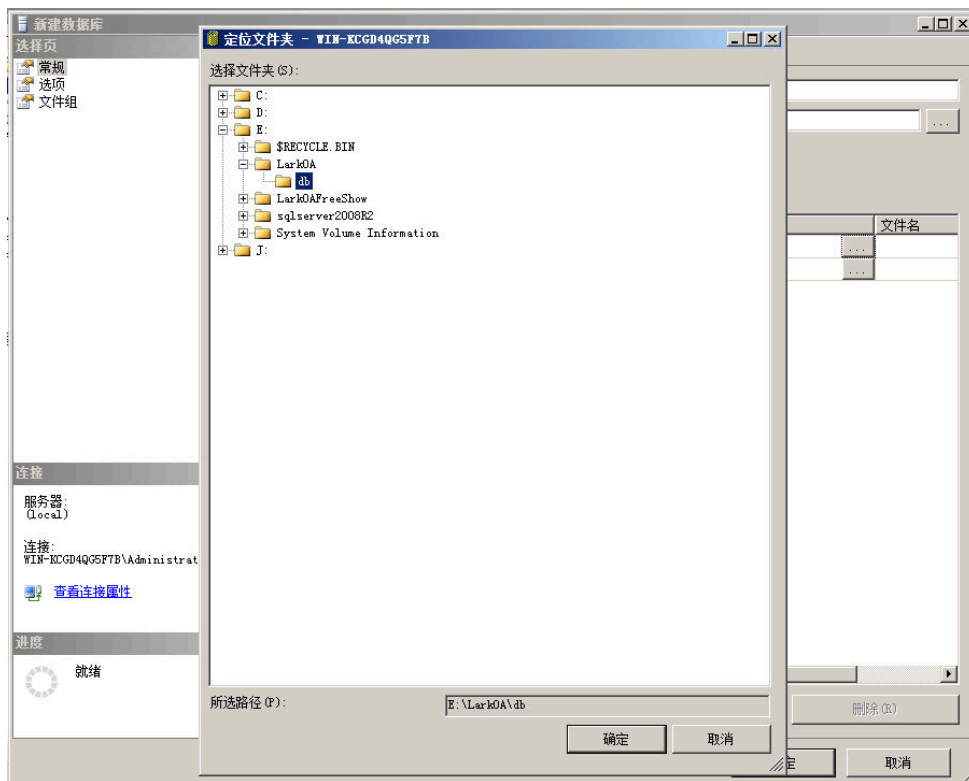 新建数据库
选择页
常规
选项
文件组
定位文件夹 - WIN-KCGD4QG5F7B
选择文件夹(S):
C:
D:
E:
$RECYCLE.BIN
LarkOA
db
LarkOAFreeShow
sqlserver2008R2
System Volume Information
J:
...
文件名
...
...
连接
服务器:
(local)
连接:
WIN-KCGD4QG5F7B\Administrat
查看连接属性
进度
就绪
所选路径(P):
E:\LarkOA\db
确定
取消
删除(R)
定
取消